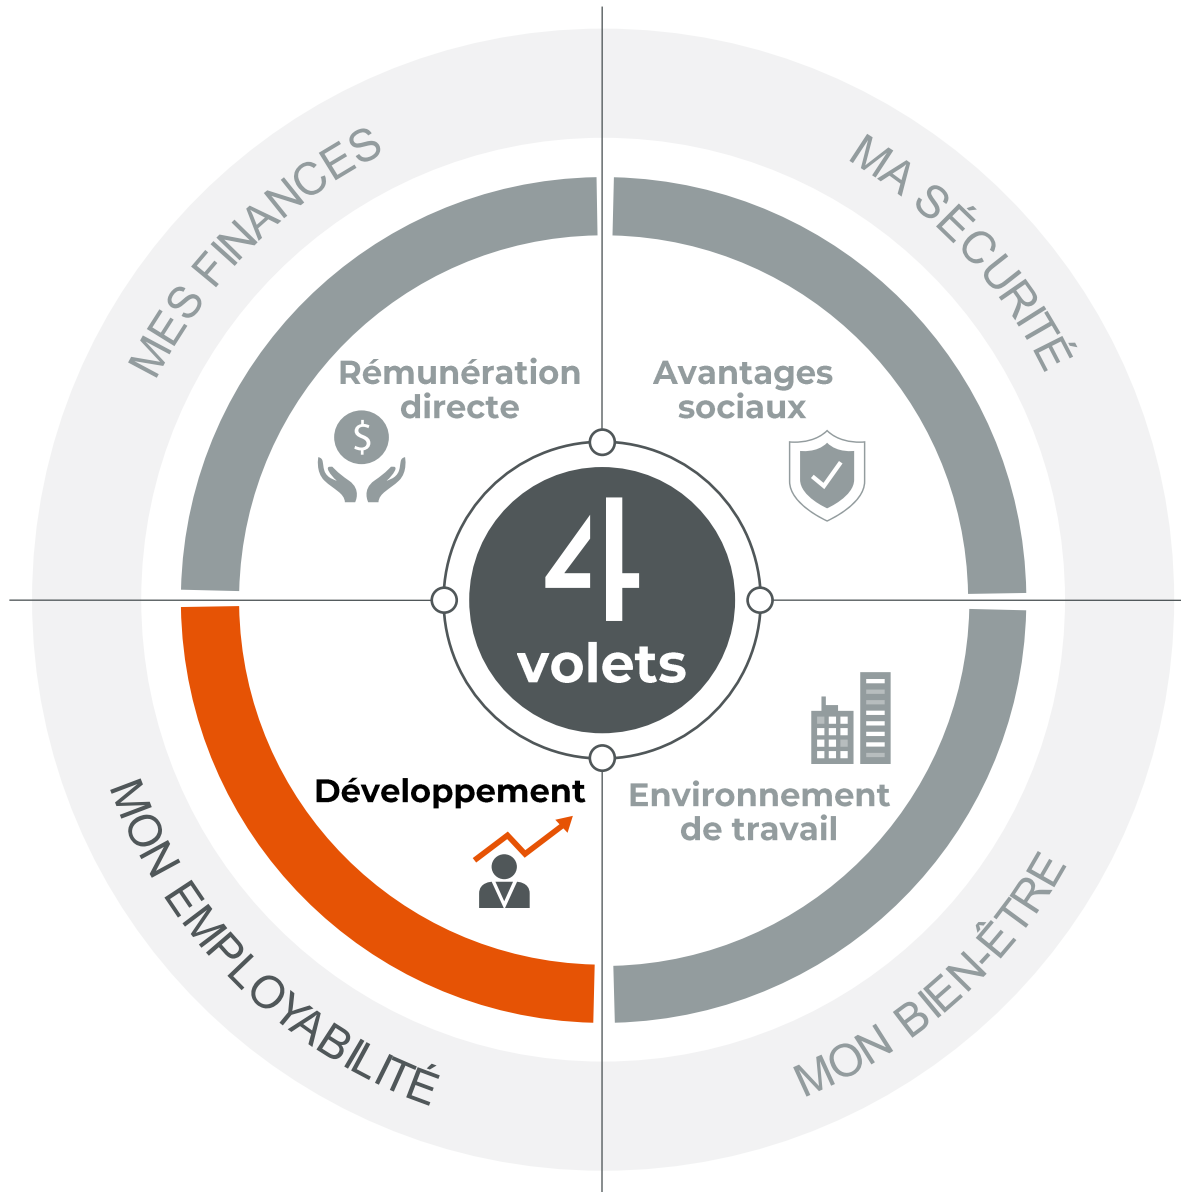 MES FINANCES
MA SÉCURITÉ
Rémunération
directe
$
Avantages
sociaux
4
volets
Développement
Environnement
de travail
MON EMPLOYABILITÉ
MON BIEN-ÊTRE